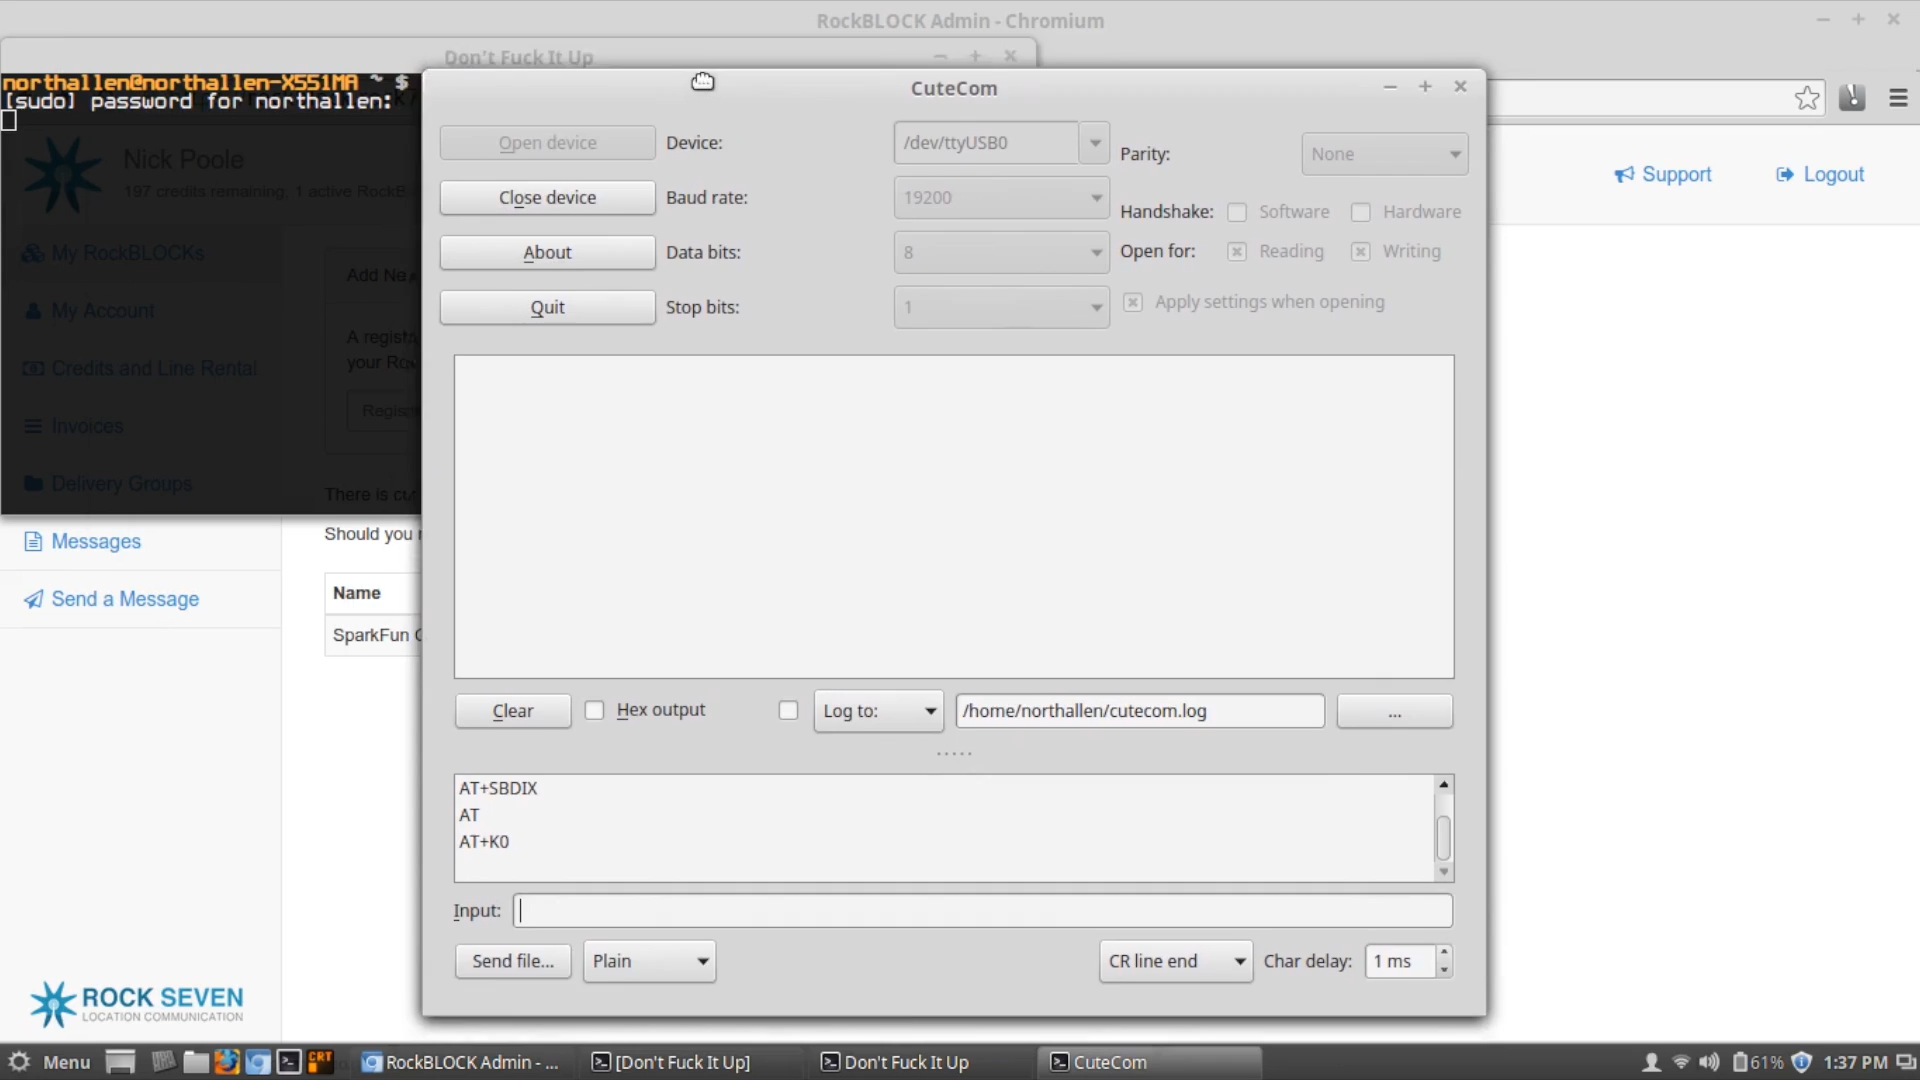 RockBLOCK Admin - Chromium
Don't Fuck It Up
northallen@northallen-X551MA ~ $
[sudo] password for northallen:
Nick Poole
197 credits remaining, 1 active RockB
My RockBLOCKs
My Account
Credits and Line Rental
Invoices
Delivery Groups
Messages
Send a Message
Add Ne
A regist
your Ro
Regis
There is cu
Should you
Name
SparkFun
Support
Logout
ROCK SEVEN
LOCATION COMMUNICATION
CuteCom
Open device
Close device
About
Quit
Device: /dev/ttyUSB0
Baud rate: 19200
Data bits: 8
Stop bits: 1
Parity: None
Handshake: Software Hardware
Open for: Reading Writing
Apply settings when opening
Clear Hex output Log to: /home/northallen/cutecom.log ...
AT+SBDIX
AT
AT+K0
Input:
Send file... Plain CR line end Char delay: 1 ms
Menu CRT RockBLOCK Admin - ... [Don't Fuck It Up] Don't Fuck It Up CuteCom 61% 1:37 PM